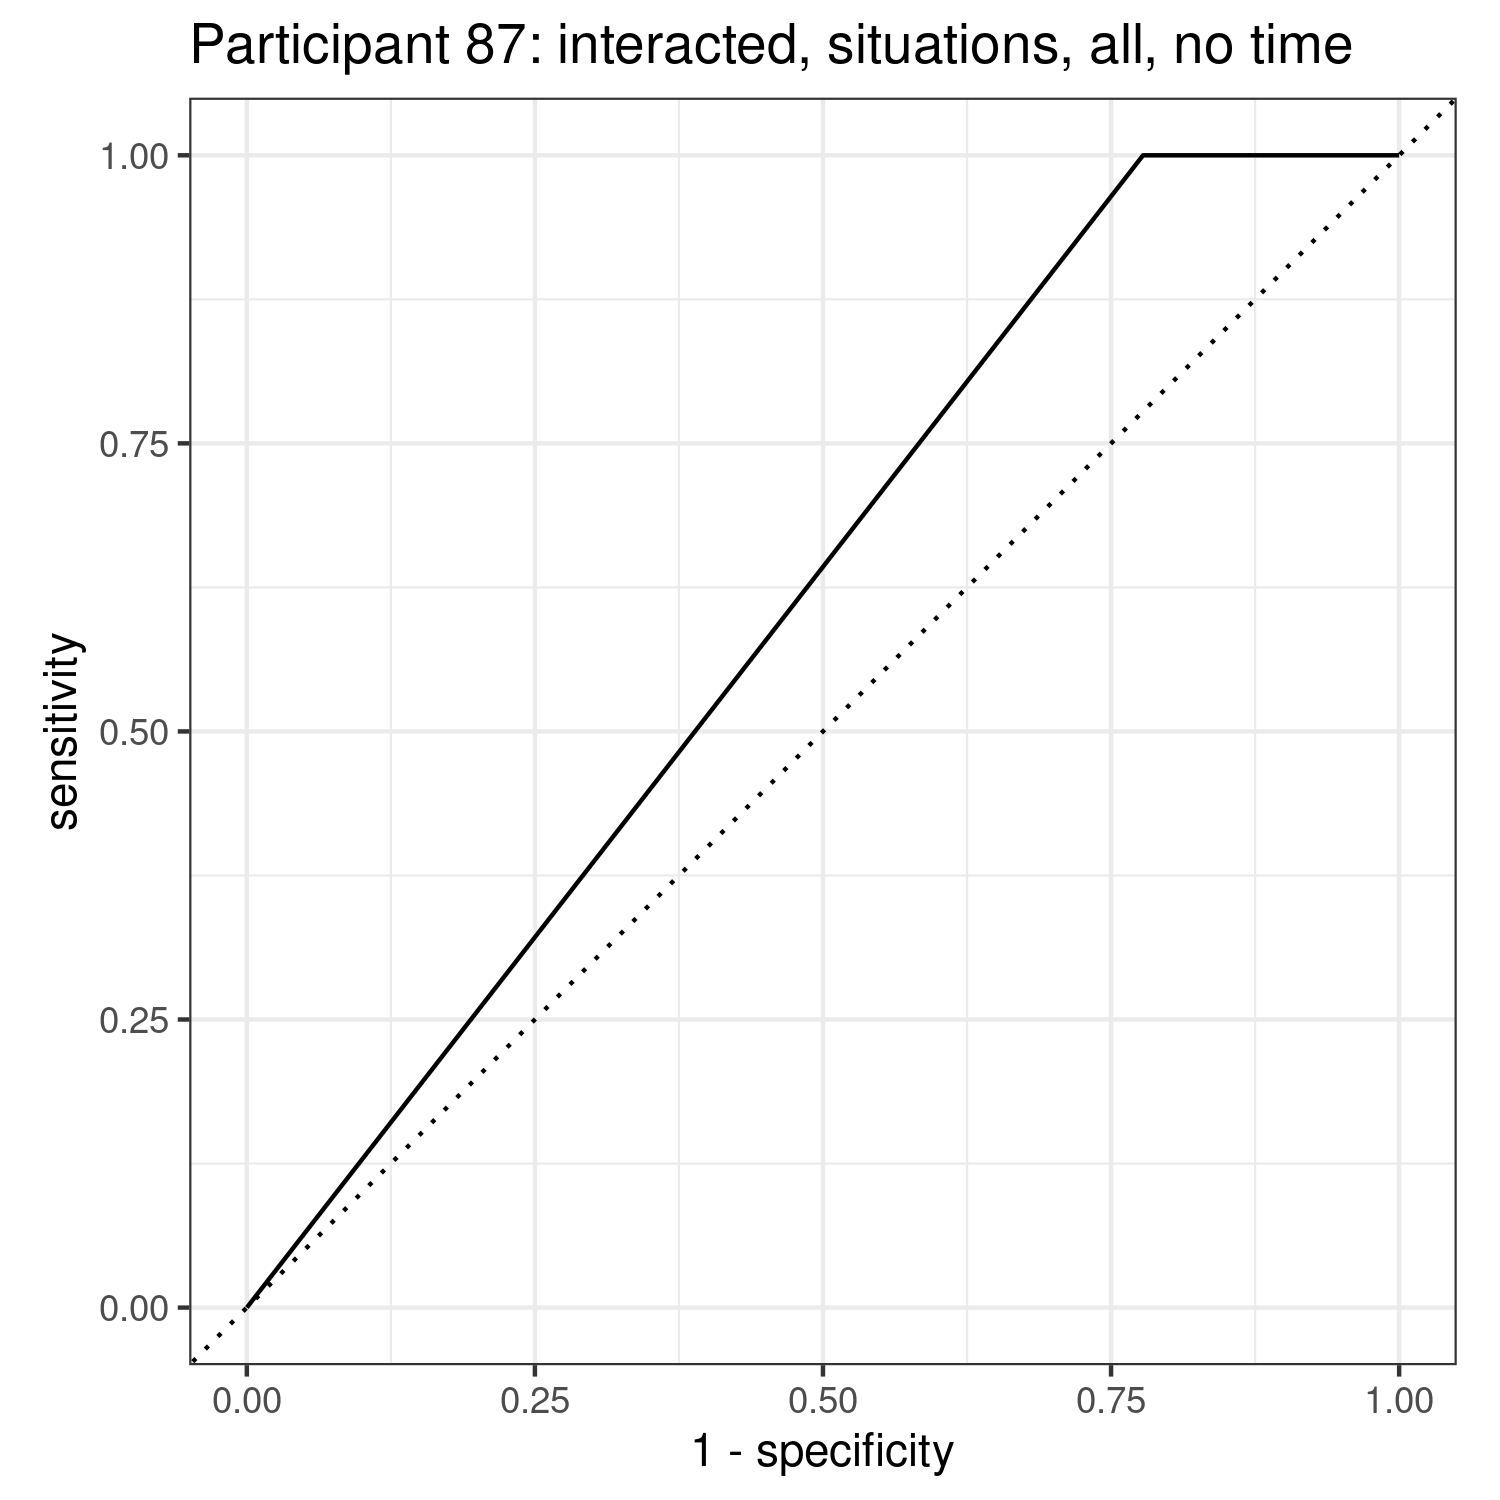 Participant 87: interacted, situations, all, no time
1.00
0.75
0.50
0.25
0.00
sensitivity
0.00 0.25 0.50 0.75 1.00
1 - specificity